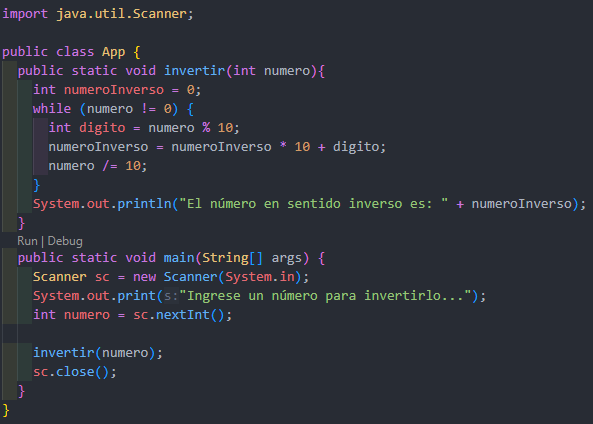 import java.util.Scanner;
public class App {
public static void invertir(int numero){
int numeroInverso = 0;
while (numero != 0) {
int digito = numero % 10;
numeroInverso = numeroInverso * 10 + digito;
numero /= 10;
}
System.out.println("El número en sentido inverso es: " + numeroInverso);
}
Run | Debug
public static void main(String[] args) {
Scanner sc = new Scanner(System.in);
System.out.print(s:"Ingrese un número para invertirlo...");
int numero = sc.nextInt();
invertir(numero);
sc.close();
}
}